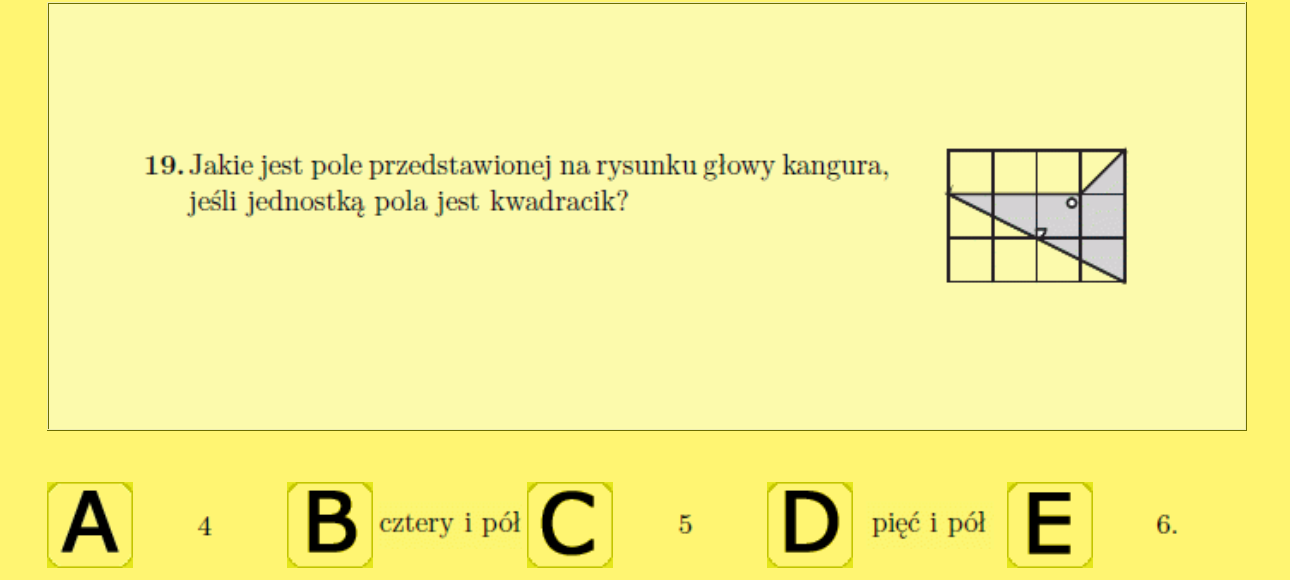 19. Jakie jest pole przedstawionej na rysunku głowy kangura,
jeśli jednostką pola jest kwadracik?
A 4 B cztery i pół C 5 D pięć i pół E 6.